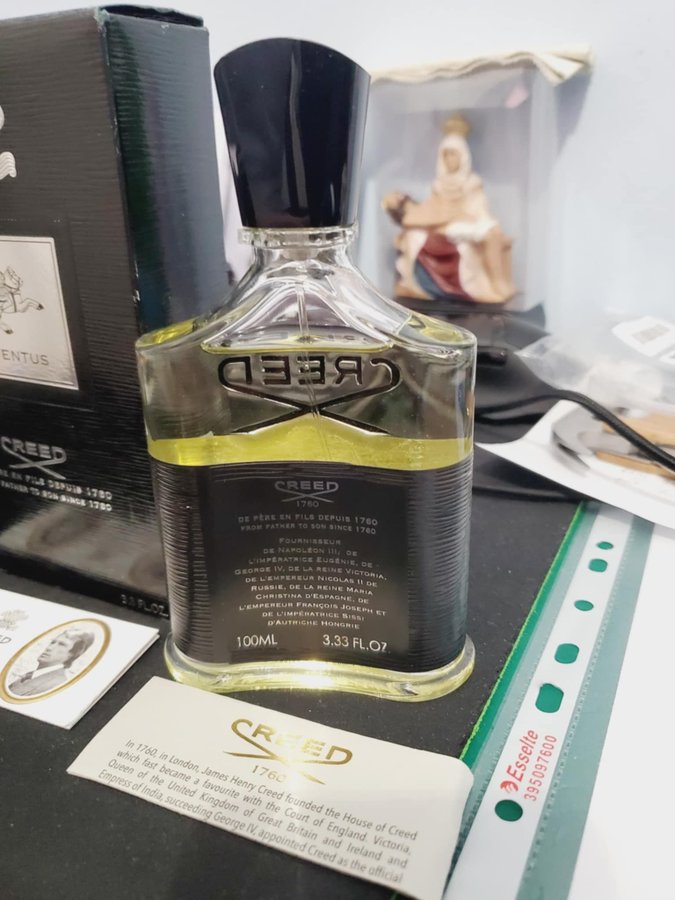 ENTUS
CREED
DE PÈRE EN FILS DEPUIS 1760
FATHER TO SON SINCE 1760
CREED
CREED
1760
DE PÈRE EN FILS DEPUIS 1760
FROM FATHER TO SON SINCE 1760
FOURNISSEUR
DE NAPOLÉON III, DE
L'IMPÉRATRICE EUGÉNIE, DE
GEORGE IV, DE LA REINE VICTORIA,
DE L'EMPEREUR NICOLAS II DE
RUSSIE, DE LA REINE MARIA
CHRISTINA D'ESPAGNE, DE
L'EMPEREUR FRANÇOIS JOSEPH ET
DE L'IMPÉRATRICE SISSI
D'AUTRICHE HONGRIE
100ML 3.33 FL.OZ
3.3 FL.OZ
ED
CREED
1760
In 1760, in London, James Henry Creed founded the House of Creed
which fast became a favourite with the Court of England. Victoria,
Queen of the United Kingdom of Great Britain and Ireland and
Empress of India, succeeding George IV, appointed Creed as the official
Esselte
395097600